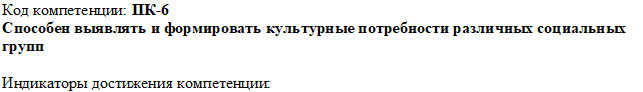 Код компетенции: ПК-6
Способен выявлять и формировать культурные потребности различных социальных
групп
Индикаторы достижения компетенции: